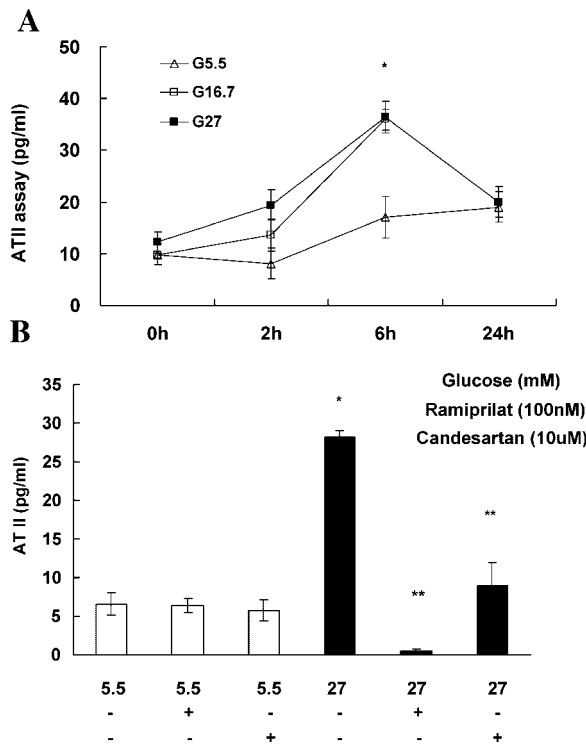 A
50
40
30
20
10
0
ATII assay (pg/ml)
G5.5
G16.7
G27
*
0h 2h 6h 24h
B
35
30
25
20
15
10
5
0
AT II (pg/ml)
Glucose (mM)
Ramiprilat (100nM)
Candesartan (10uM)
*
**
**
5.5 5.5 5.5 27 27 27
- + - - + -
- - + - - +